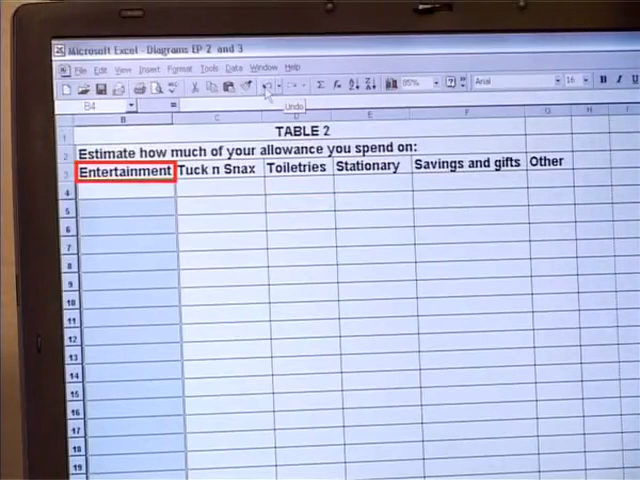 Microsoft Excel - Diagrams EP 2 and 3
File Edit View Insert Format Tools Data Window Help
85% Arial 16 B I U
B4 =
Undo
B C D E F G H
1 TABLE 2
2 Estimate how much of your allowance you spend on:
3 Entertainment Tuck n Snax Toiletries Stationary Savings and gifts Other
4
5
6
7
8
9
10
11
12
13
14
15
16
17
18
19